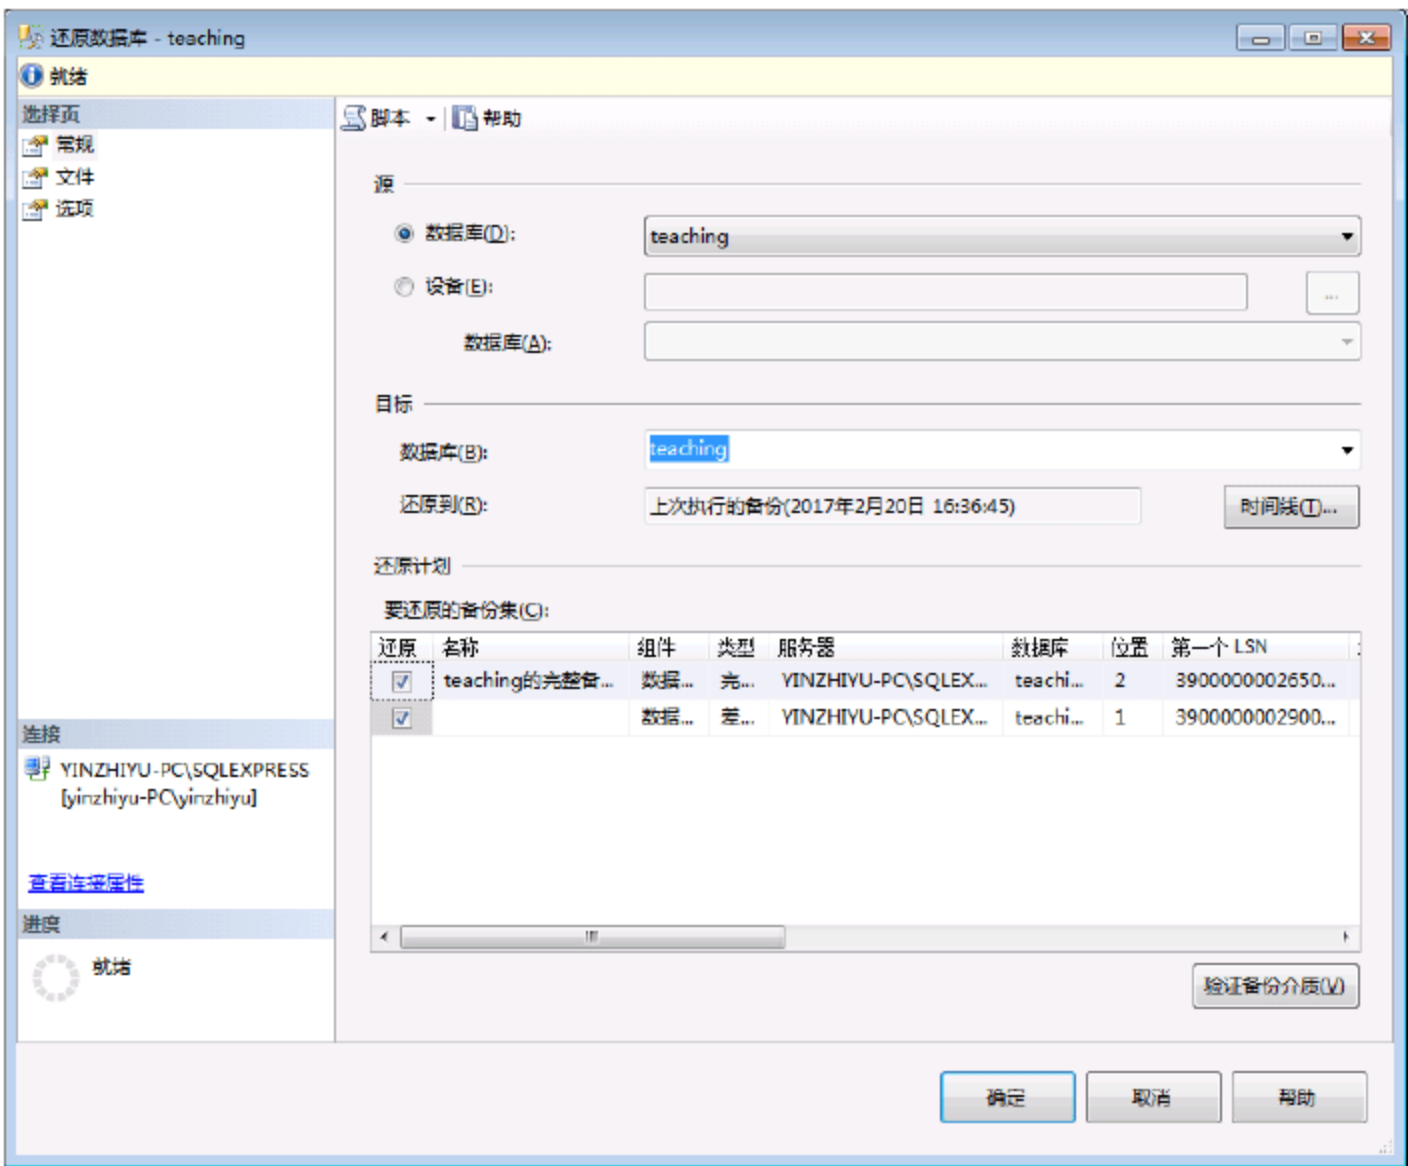 还原数据库 - teaching
就绪
选择页
常规
文件
选项
脚本 帮助
源
数据库(D): teaching
设备(E): ...
数据库(A):
目标
数据库(B): teaching
还原到(R): 上次执行的备份(2017年2月20日 16:36:45) 时间线(T)...
还原计划
要还原的备份集(C):
还原 名称 组件 类型 服务器 数据库 位置 第一个 LSN
teaching的完整备... 数据... 完... YINZHIYU-PC\SQLEX... teachi... 2 3900000002650...
数据... 差... YINZHIYU-PC\SQLEX... teachi... 1 3900000002900...
验证备份介质(V)
连接
YINZHIYU-PC\SQLEXPRESS
[yinzhiyu-PC\yinzhiyu]
查看连接属性
进度
就绪
确定 取消 帮助